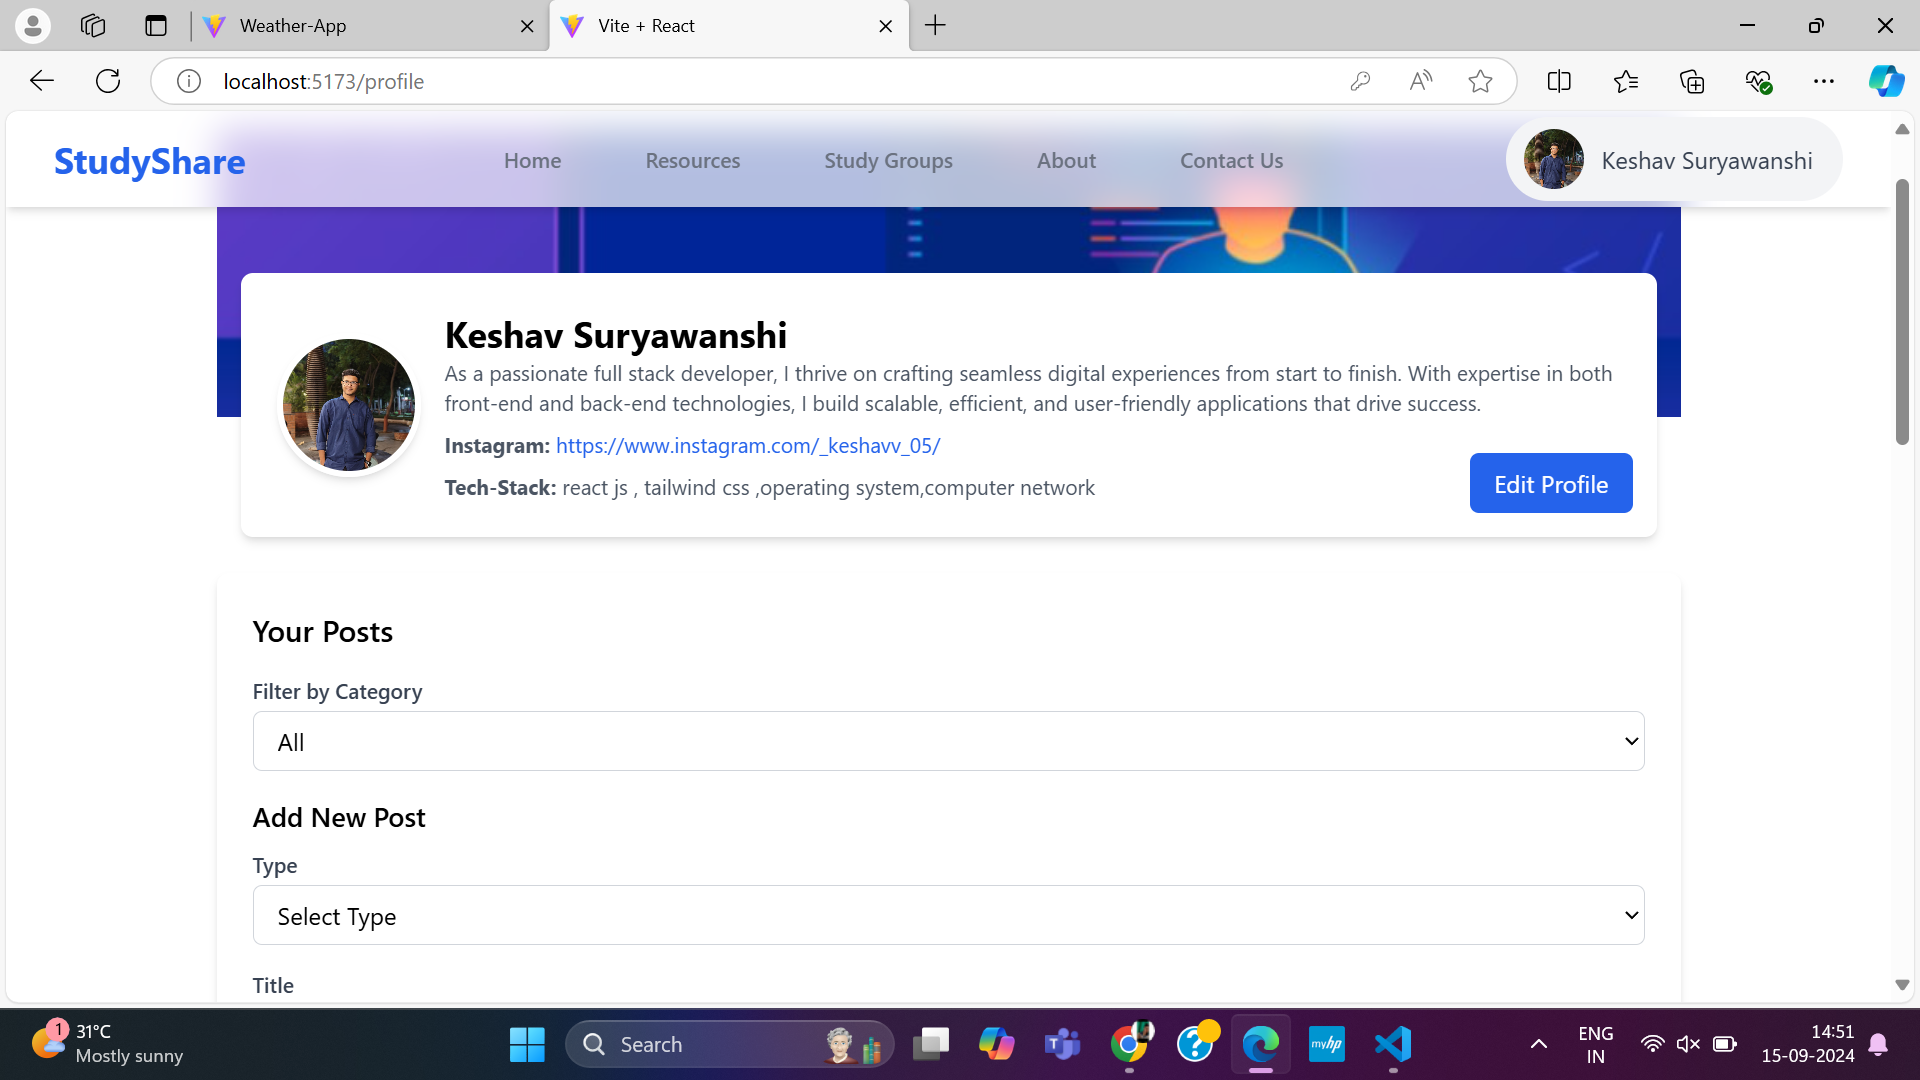 Weather-App
Vite + React
localhost:5173/profile
StudyShare
Home
Resources
Study Groups
About
Contact Us
Keshav Suryawanshi
Keshav Suryawanshi
As a passionate full stack developer, I thrive on crafting seamless digital experiences from start to finish. With expertise in both
front-end and back-end technologies, I build scalable, efficient, and user-friendly applications that drive success.
Instagram: https://www.instagram.com/_keshavv_05/
Tech-Stack: react js , tailwind css ,operating system,computer network
Edit Profile
Your Posts
Filter by Category
All
Add New Post
Type
Select Type
Title
1
31°C
Mostly sunny
Search
T
?
myhp
ENG
IN
14:51
15-09-2024